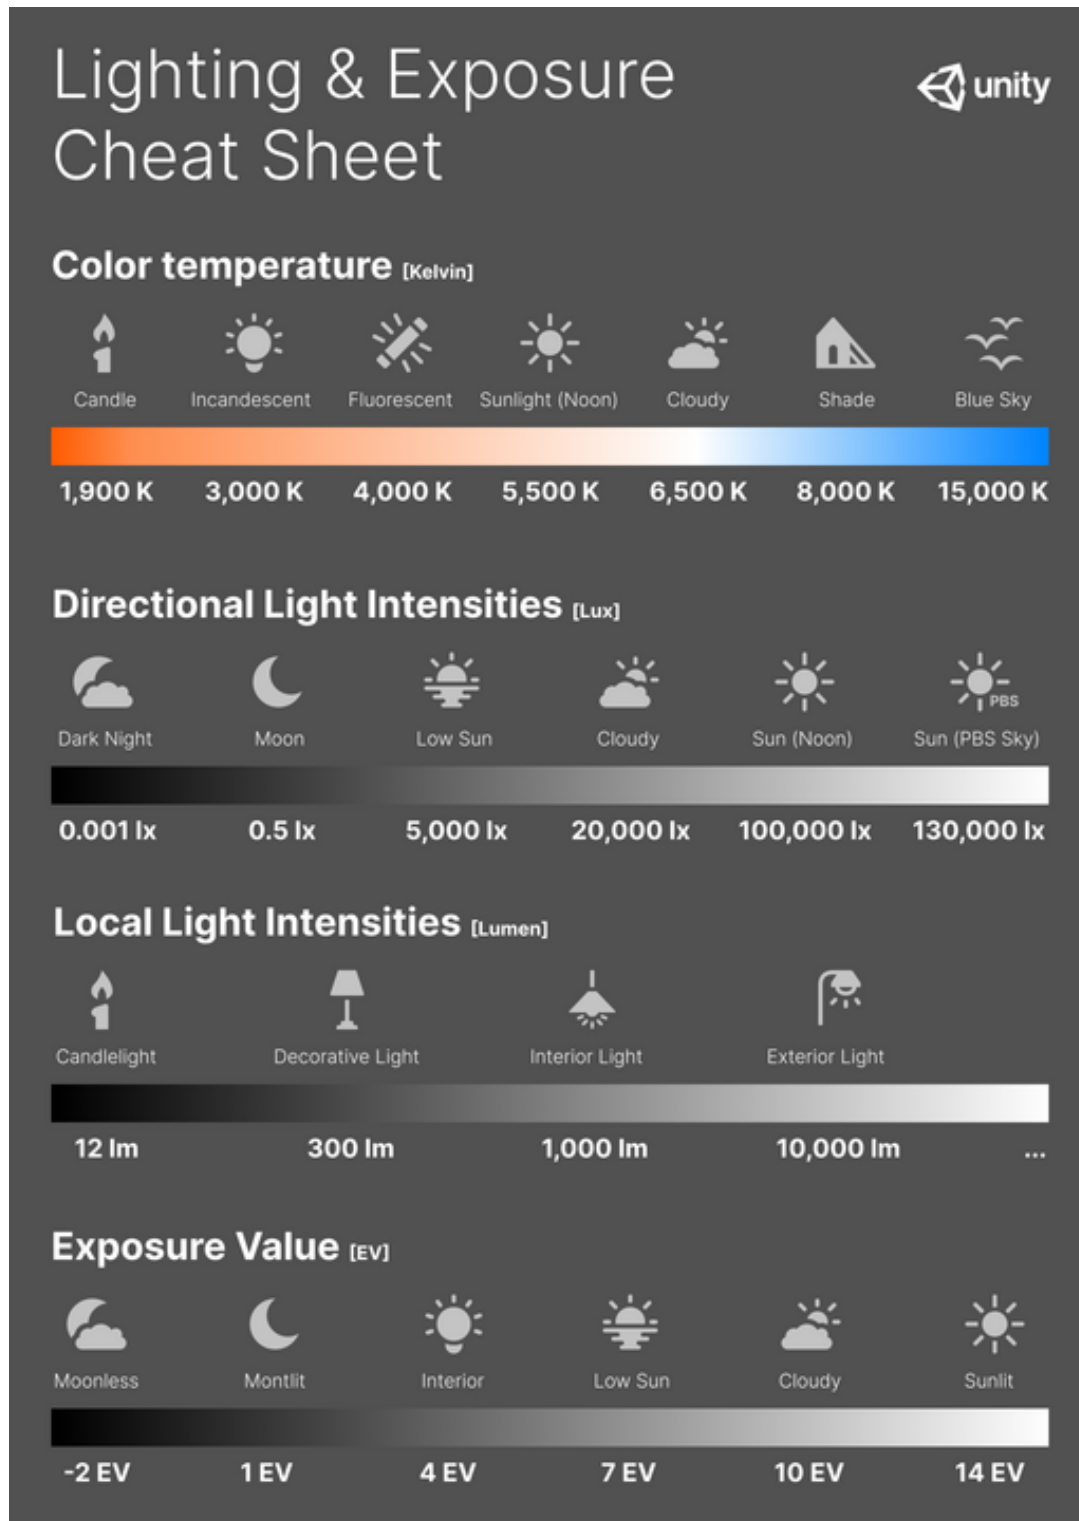 Lighting & Exposure
Cheat Sheet
unity
Color temperature [Kelvin]
Candle Incandescent Fluorescent Sunlight (Noon) Cloudy Shade Blue Sky
1,900 K 3,000 K 4,000 K 5,500 K 6,500 K 8,000 K 15,000 K
Directional Light Intensities [Lux]
PBS
Dark Night Moon Low Sun Cloudy Sun (Noon) Sun (PBS Sky)
0.001 lx 0.5 lx 5,000 lx 20,000 lx 100,000 lx 130,000 lx
Local Light Intensities [Lumen]
Candlelight Decorative Light Interior Light Exterior Light
12 lm 300 lm 1,000 lm 10,000 lm ...
Exposure Value [EV]
Moonless Montlit Interior Low Sun Cloudy Sunlit
-2 EV 1 EV 4 EV 7 EV 10 EV 14 EV